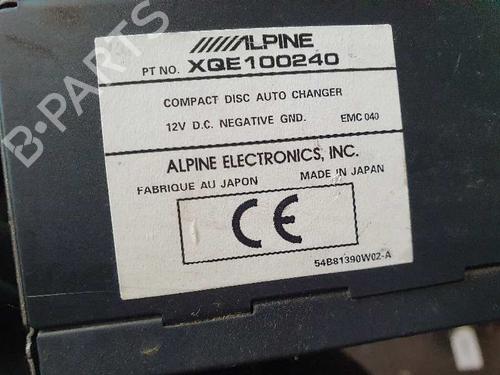 ALPINE
PT NO. XQE100240
COMPACT DISC AUTO CHANGER
12V D.C. NEGATIVE GND. EMC 040
ALPINE ELECTRONICS, INC.
FABRIQUE AU JAPON MADE IN JAPAN
CE
54B81390W02-A
B-PARTS